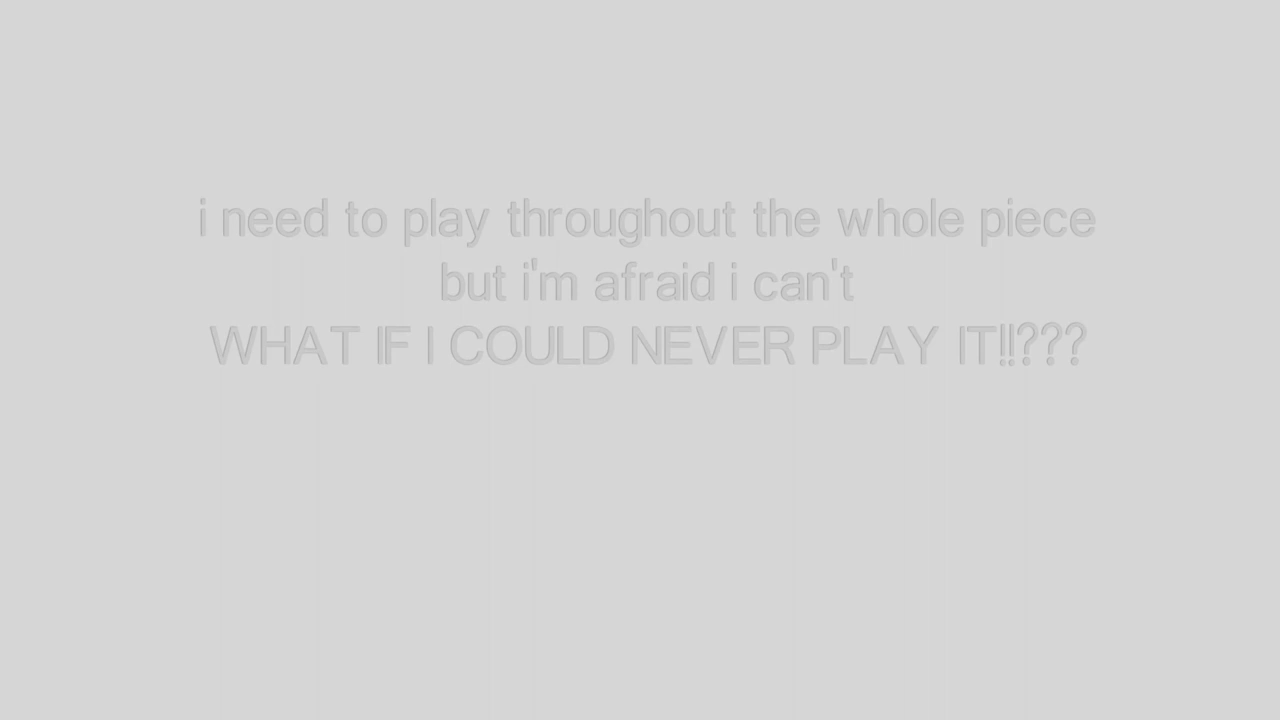 i need to play throughout the whole piece
but i'm afraid i can't
WHAT IF I COULD NEVER PLAY IT!!???